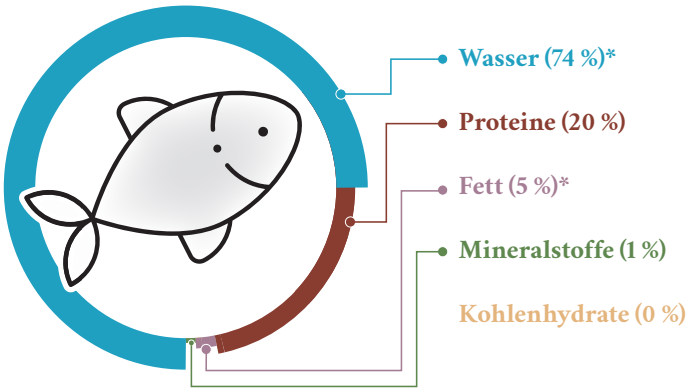 Wasser (74 %)*
Proteine (20 %)
Fett (5 %)*
Mineralstoffe (1 %)
Kohlenhydrate (0 %)